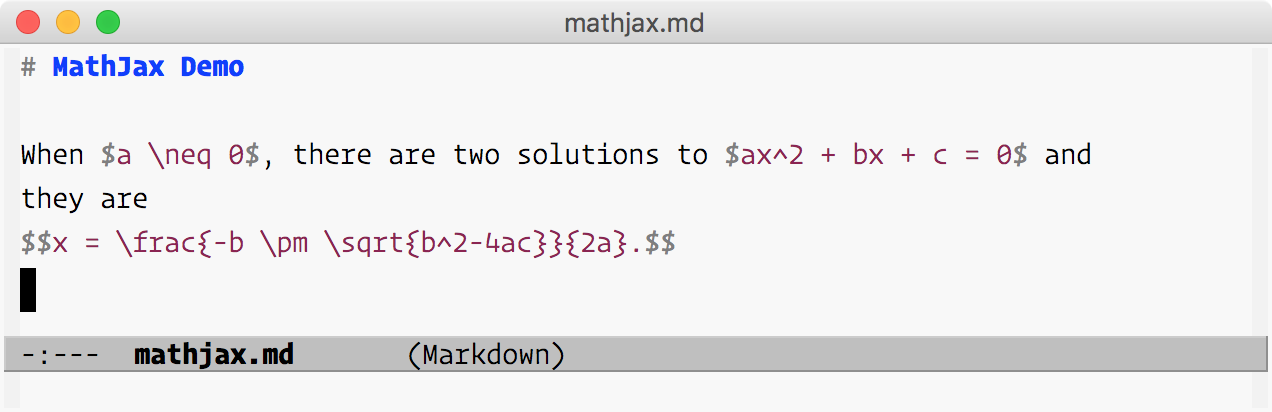 mathjax.md
# MathJax Demo
When $a \neq 0$, there are two solutions to $ax^2 + bx + c = 0$ and
they are
$$x = \frac{-b \pm \sqrt{b^2-4ac}}{2a}.$$
-:--- mathjax.md (Markdown)